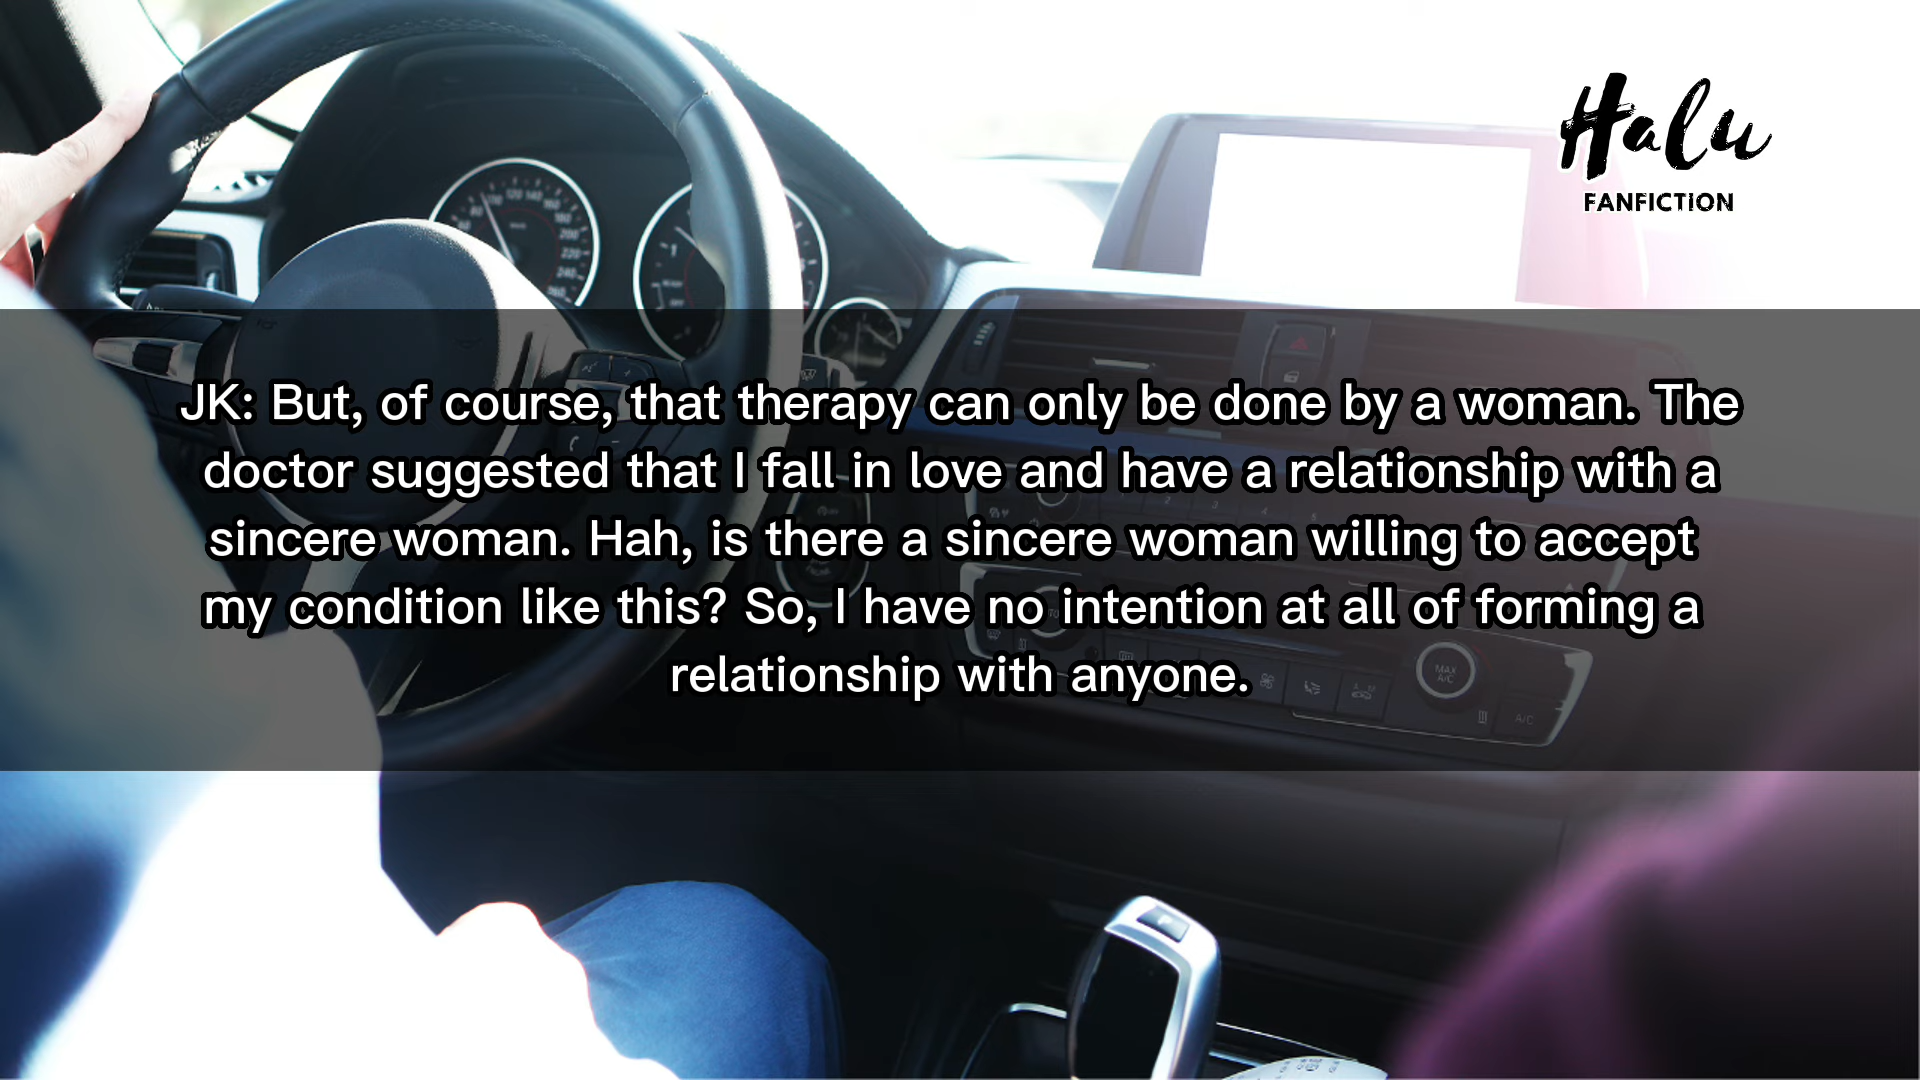 Halu
FANFICTION
JK: But, of course, that therapy can only be done by a woman. The
doctor suggested that I fall in love and have a relationship with a
sincere woman. Hah, is there a sincere woman willing to accept
my condition like this? So, I have no intention at all of forming a
relationship with anyone.
MAX
A/C
A/C